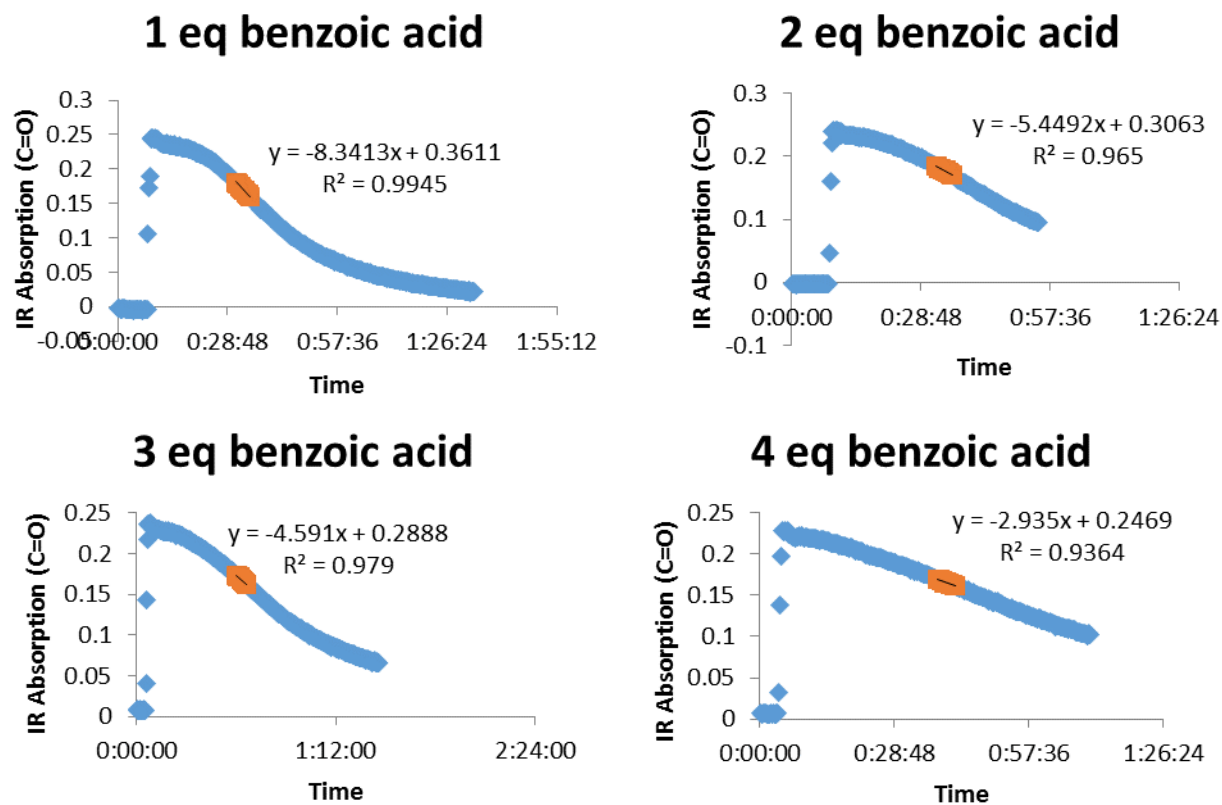 1 eq benzoic acid
IR Absorption (C=O)
0.3
0.25
0.2
0.15
0.1
0.05
0
-0.05
y = -8.3413x + 0.3611
R² = 0.9945
0:00:00 0:28:48 0:57:36 1:26:24 1:55:12
Time
2 eq benzoic acid
IR Absorption (C=O)
0.3
0.2
0.1
0
-0.1
y = -5.4492x + 0.3063
R² = 0.965
0:00:00 0:28:48 0:57:36 1:26:24
Time
3 eq benzoic acid
IR Absorption (C=O)
0.25
0.2
0.15
0.1
0.05
0
y = -4.591x + 0.2888
R² = 0.979
0:00:00 1:12:00 2:24:00
Time
4 eq benzoic acid
IR Absorption (C=O)
0.25
0.2
0.15
0.1
0.05
0
y = -2.935x + 0.2469
R² = 0.9364
0:00:00 0:28:48 0:57:36 1:26:24
Time